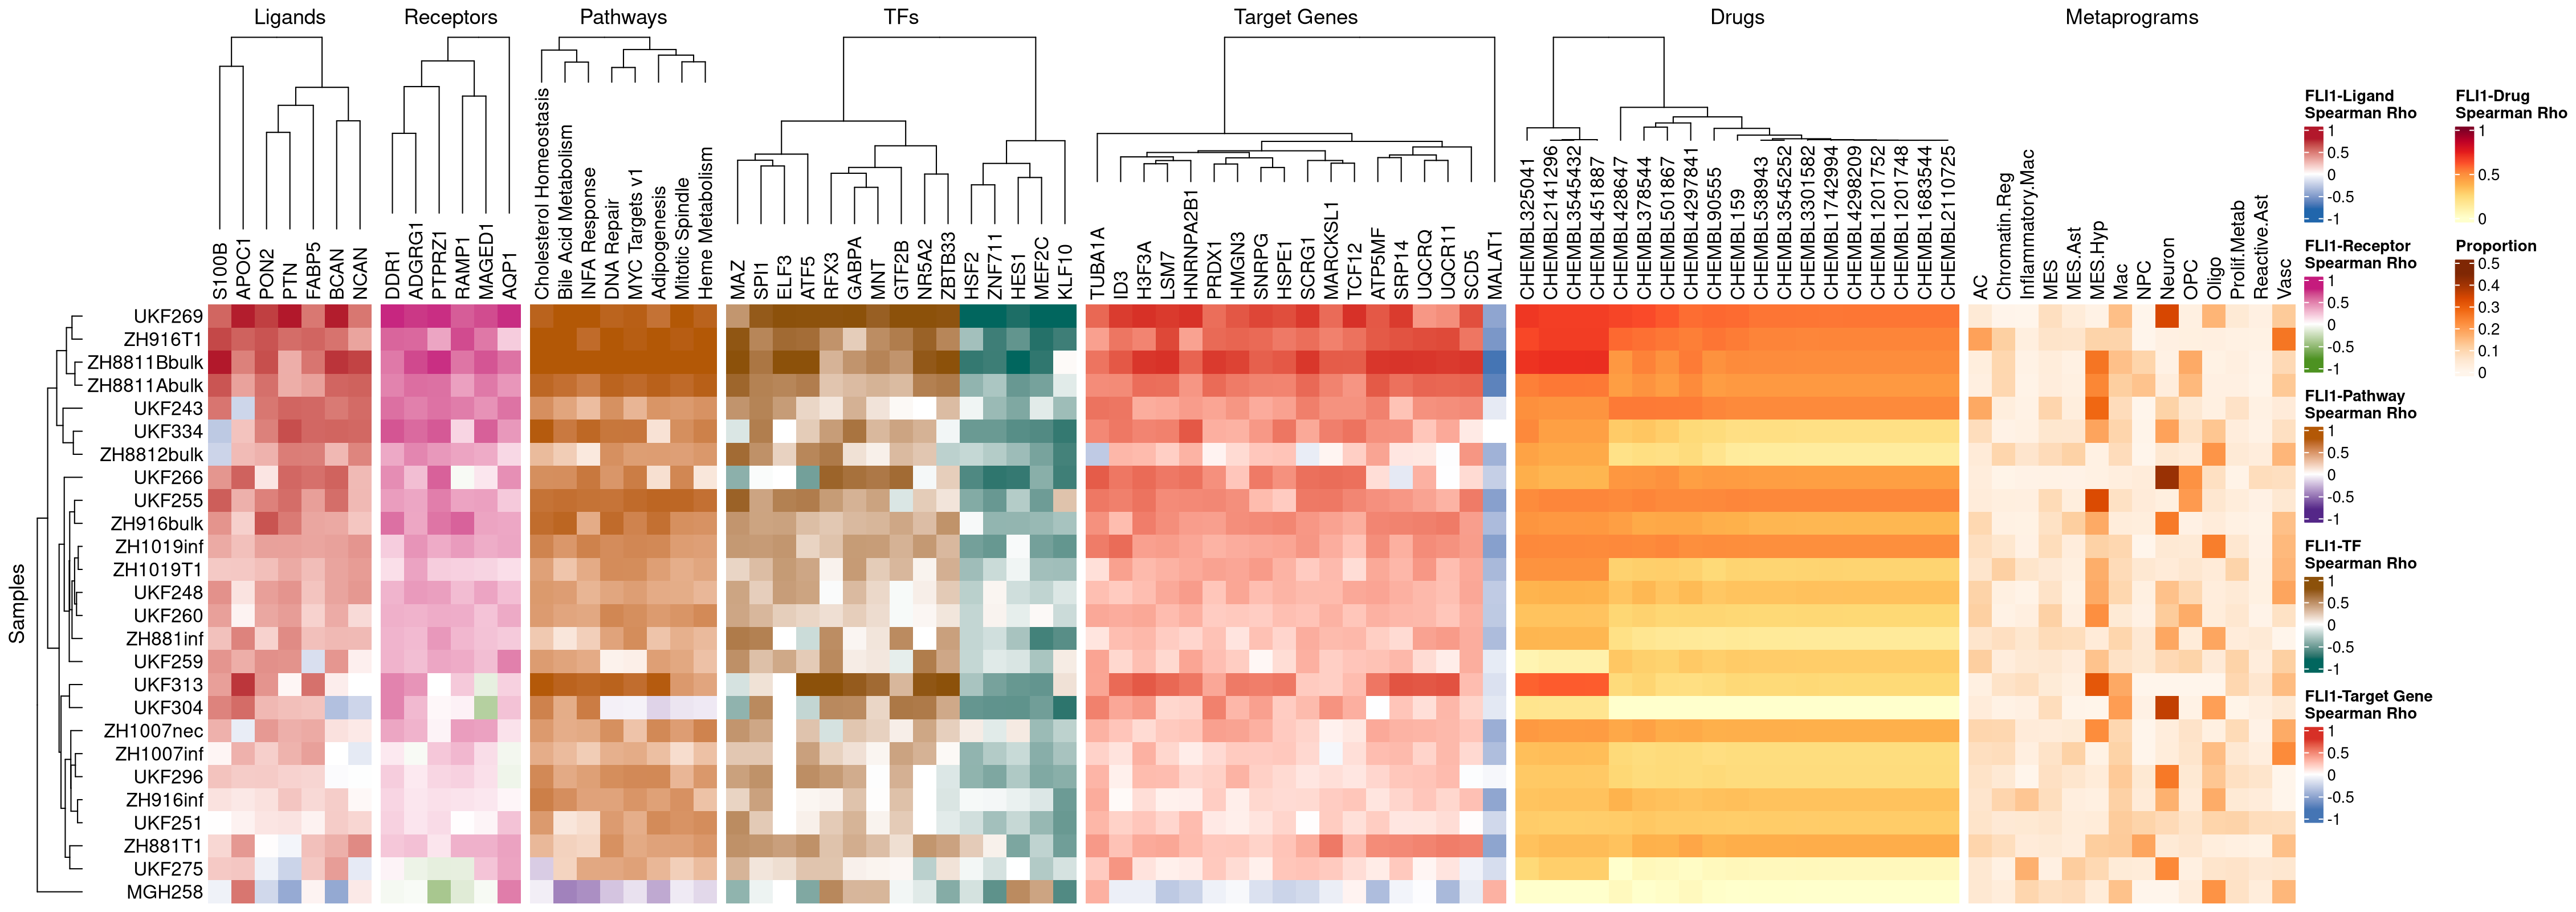 Ligands
Receptors
Pathways
TFs
Target Genes
Drugs
Metaprograms
S100B
APOC1
PON2
PTN
FABP5
BCAN
NCAN
DDR1
ADGRG1
PTPRZ1
RAMP1
MAGED1
AQP1
Cholesterol Homeostasis
Bile Acid Metabolism
INFA Response
DNA Repair
MYC Targets v1
Adipogenesis
Mitotic Spindle
Heme Metabolism
MAZ
SPI1
ELF3
ATF5
RFX3
GABPA
MNT
GTF2B
NR5A2
ZBTB33
HSF2
ZNF711
HES1
MEF2C
KLF10
TUBA1A
ID3
H3F3A
LSM7
HNRNPA2B1
PRDX1
HMGN3
SNRPG
HSPE1
SCRG1
MARCKSL1
TCF12
ATP5MF
SRP14
UQCRQ
UQCR11
SCD5
MALAT1
CHEMBL325041
CHEMBL2141296
CHEMBL3545432
CHEMBL451887
CHEMBL428647
CHEMBL378544
CHEMBL501867
CHEMBL4297841
CHEMBL90555
CHEMBL159
CHEMBL538943
CHEMBL3545252
CHEMBL3301582
CHEMBL1742994
CHEMBL4298209
CHEMBL1201752
CHEMBL1201748
CHEMBL1683544
CHEMBL2110725
AC
Chromatin.Reg
Inflammatory.Mac
MES
MES.Ast
MES.Hyp
Mac
NPC
Neuron
OPC
Oligo
Prolif.Metab
Reactive.Ast
Vasc
Samples
UKF269
ZH916T1
ZH8811Bbulk
ZH8811Abulk
UKF243
UKF334
ZH8812bulk
UKF266
UKF255
ZH916bulk
ZH1019inf
ZH1019T1
UKF248
UKF260
ZH881inf
UKF259
UKF313
UKF304
ZH1007nec
ZH1007inf
UKF296
ZH916inf
UKF251
ZH881T1
UKF275
MGH258
FLI1-Ligand
Spearman Rho
1
0.5
0
-0.5
-1
FLI1-Receptor
Spearman Rho
1
0.5
0
-0.5
-1
FLI1-Pathway
Spearman Rho
1
0.5
0
-0.5
-1
FLI1-TF
Spearman Rho
1
0.5
0
-0.5
-1
FLI1-Target Gene
Spearman Rho
1
0.5
0
-0.5
-1
FLI1-Drug
Spearman Rho
1
0.5
0
Proportion
0.5
0.4
0.3
0.2
0.1
0